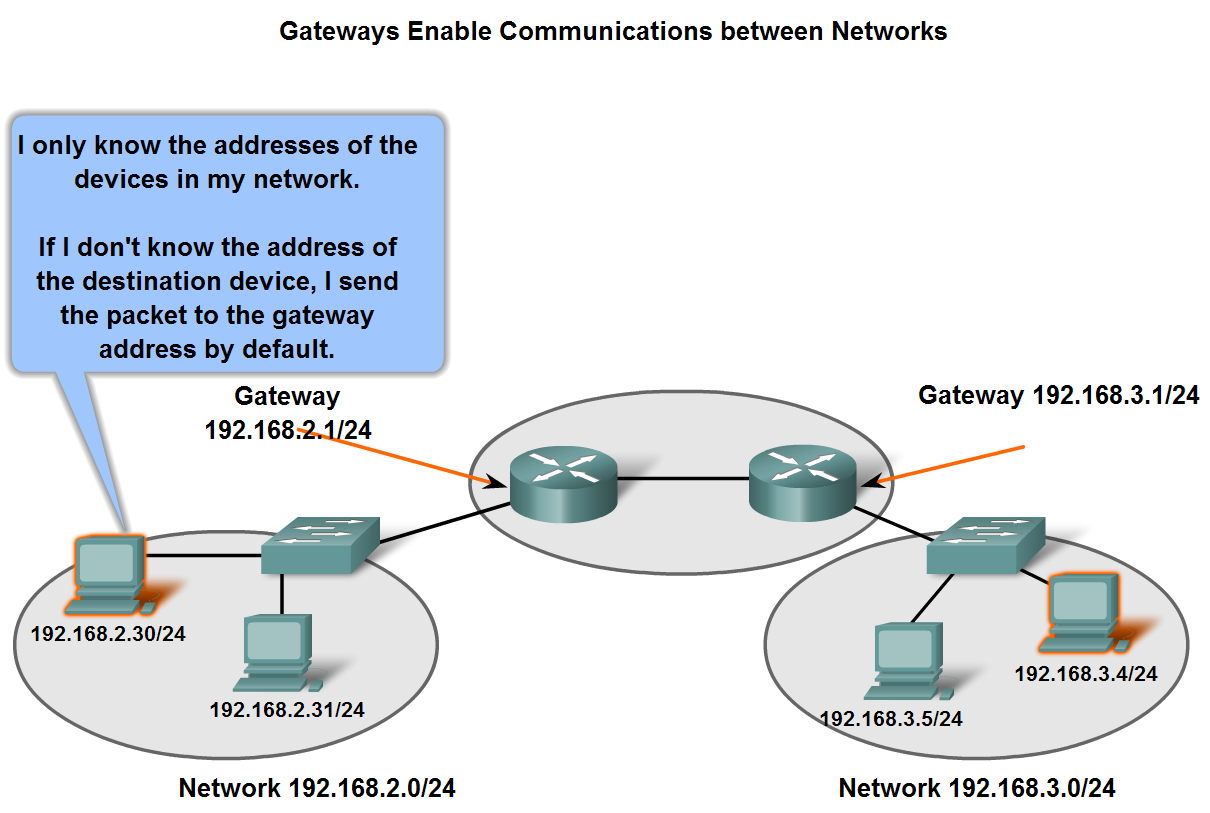 Gateways Enable Communications between Networks
I only know the addresses of the
devices in my network.
If I don't know the address of
the destination device, I send
the packet to the gateway
address by default.
Gateway
192.168.2.1/24
Gateway 192.168.3.1/24
192.168.2.30/24
192.168.2.31/24
192.168.3.4/24
192.168.3.5/24
Network 192.168.2.0/24
Network 192.168.3.0/24